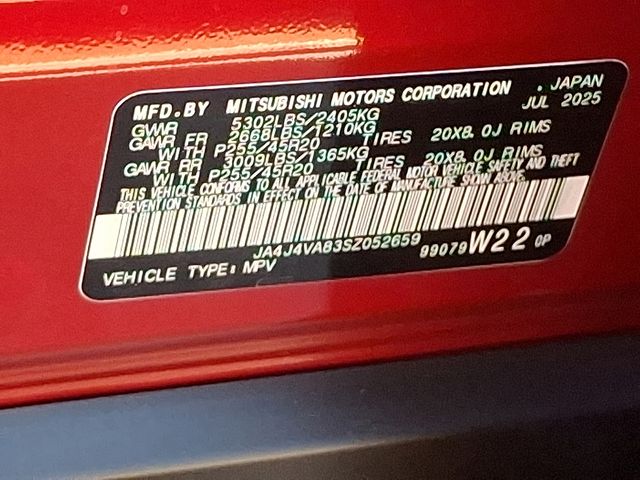 MFD.BY MITSUBISHI MOTORS CORPORATION , JAPAN
GVWR 5302LBS/2405KG JUL 2025
GAWR FR 2668LBS/1210KG
WITH P255/45R20 TIRES 20X8.0J RIMS
GAWR RR 3009LBS/1365KG
WITH P255/45R20 TIRES 20X8.0J RIMS
THIS VEHICLE CONFORMS TO ALL APPLICABLE FEDERAL MOTOR VEHICLE SAFETY AND THEFT
PREVENTION STANDARDS IN EFFECT ON THE DATE OF MANUFACTURE SHOWN ABOVE.
JA4J4VA83SZ052659
99079 W22 OP
VEHICLE TYPE: MPV